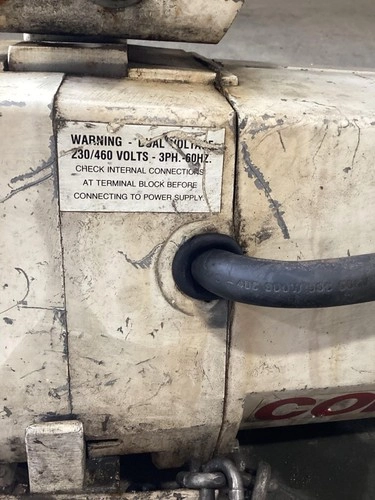 WARNING - DUAL VOLTAGE
230/460 VOLTS - 3PH.-60HZ.
CHECK INTERNAL CONNECTIONS
AT TERMINAL BLOCK BEFORE
CONNECTING TO POWER SUPPLY
CO